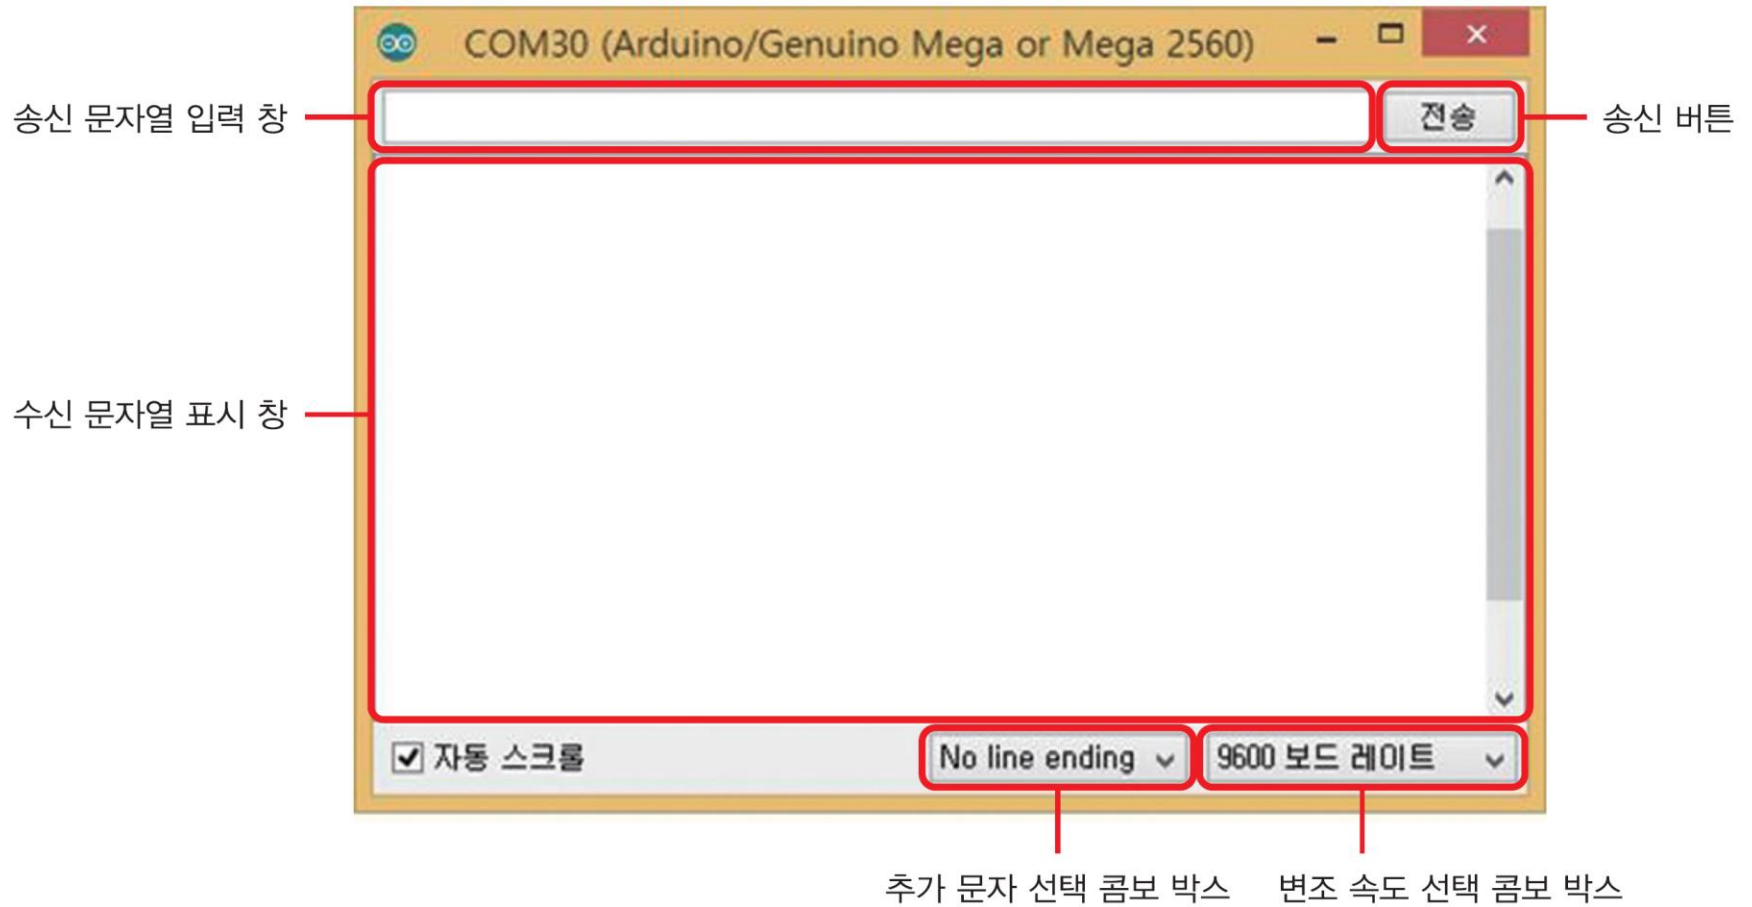 COM30 (Arduino/Genuino Mega or Mega 2560)
송신 문자열 입력 창
전송
송신 버튼
수신 문자열 표시 창
자동 스크롤
No line ending
9600 보드 레이트
추가 문자 선택 콤보 박스
변조 속도 선택 콤보 박스